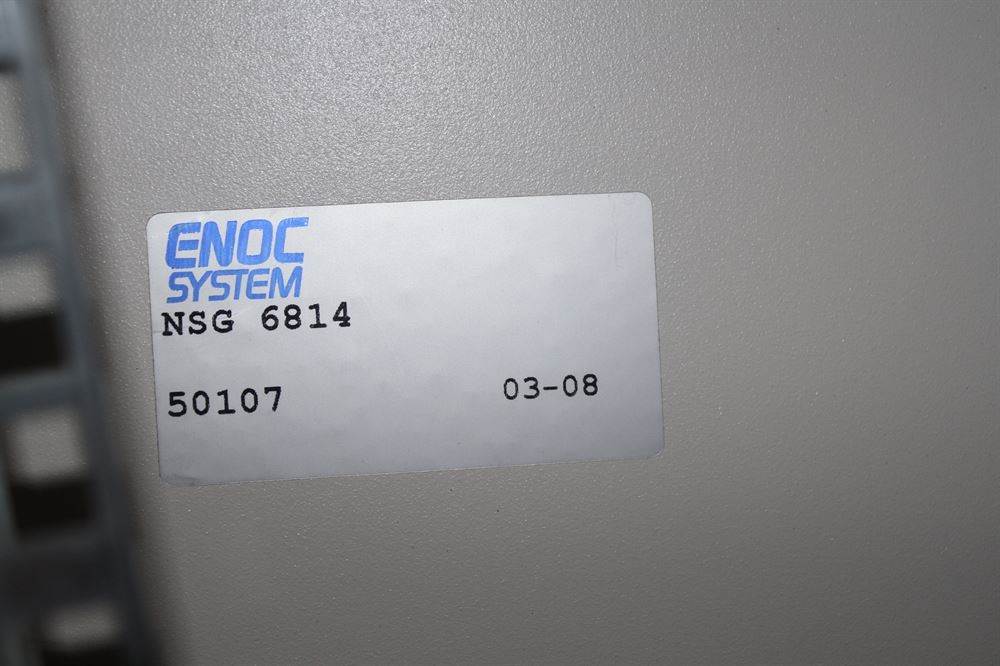 ENOC
SYSTEM
NSG 6814
50107 03-08